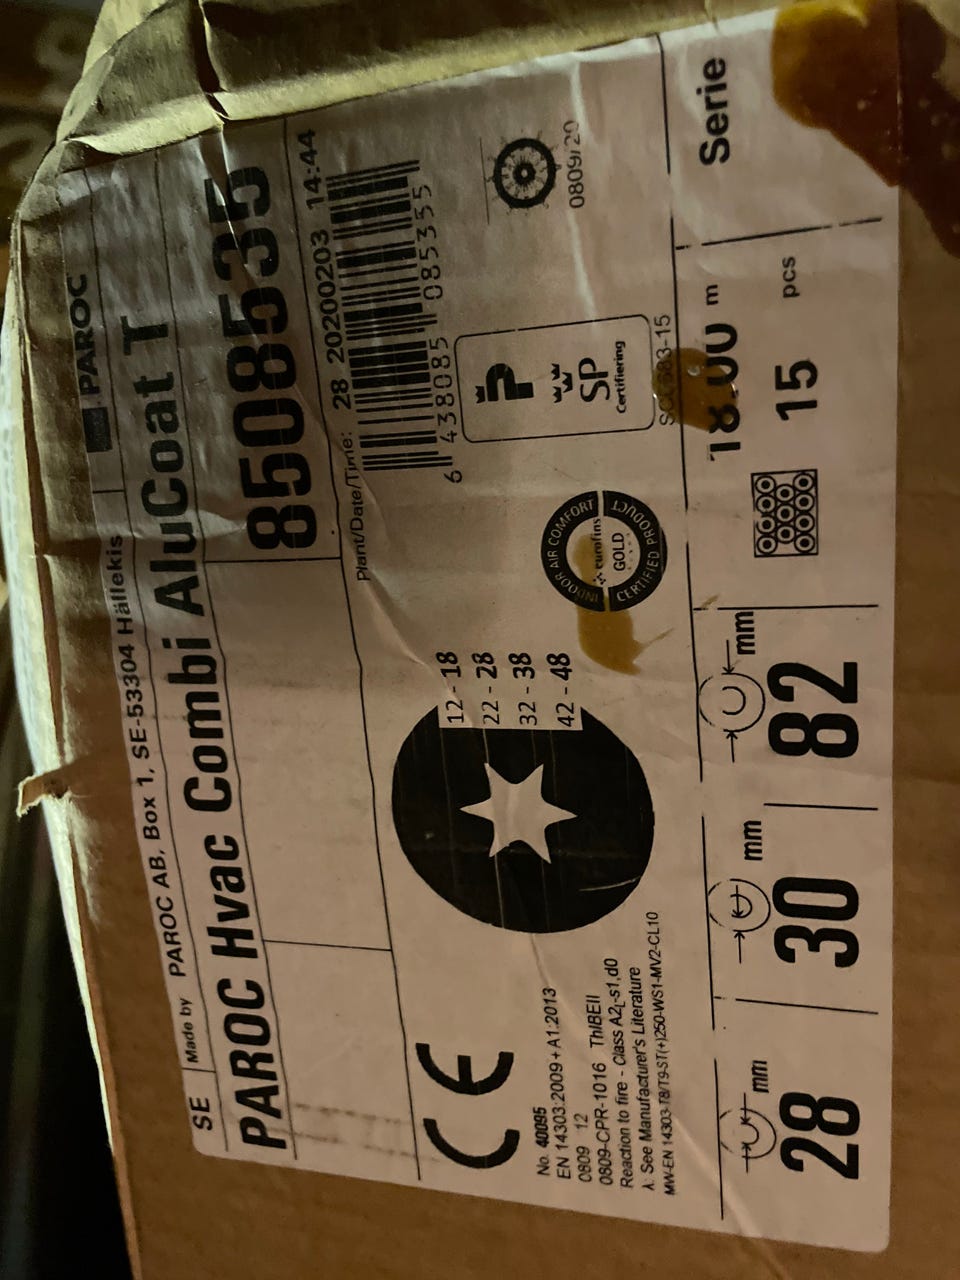 PAROC
SE Made by PAROC AB, Box 1, SE-53304 Hällekis
PAROC Hvac Combi AluCoat T
8508535
Plant/Date/Time: 28 20200203 14:44
6 438085 085355
CE
No. 40095
EN 14303:2009+A1:2013
0809 12
0809-CPR-1016 ThIBEII
Reaction to fire - Class A2L-s1,d0
λ: See Manufacturer's Literature
MW-EN 14303-T8/T9-ST(+)250-WS1-MV2-CL10
12 - 18
22 - 28
32 - 38
42 - 48
INDOOR AIR COMFORT
eurofins
GOLD
CERTIFIED PRODUCT
P
SP
Certifiering
0809/20
28 mm
30 mm
82 mm
18.00 m
15 pcs
Serie